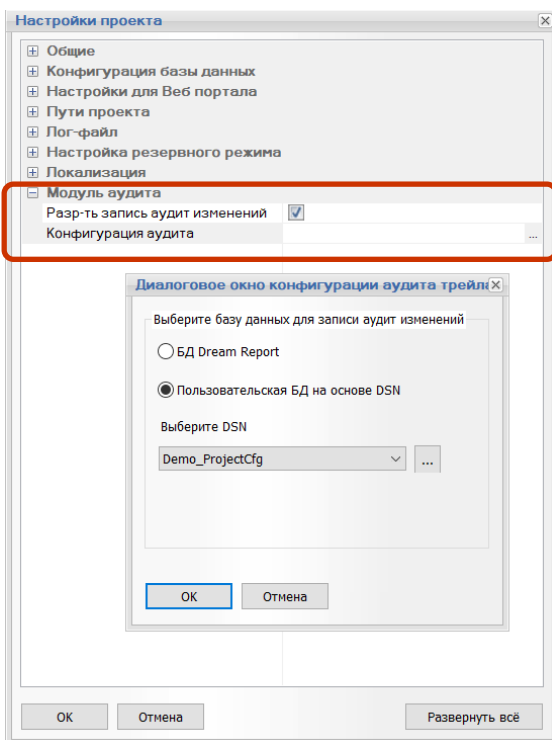 Настройки проекта
Общие
Конфигурация базы данных
Настройки для Веб портала
Пути проекта
Лог-файл
Настройка резервного режима
Локализация
Модуль аудита
Разр-ть запись аудит изменений
Конфигурация аудита ...
Диалоговое окно конфигурации аудита трейла
Выберите базу данных для записи аудит изменений
БД Dream Report
Пользовательская БД на основе DSN
Выберите DSN
Demo_ProjectCfg ...
OK Отмена
OK Отмена Развернуть всё